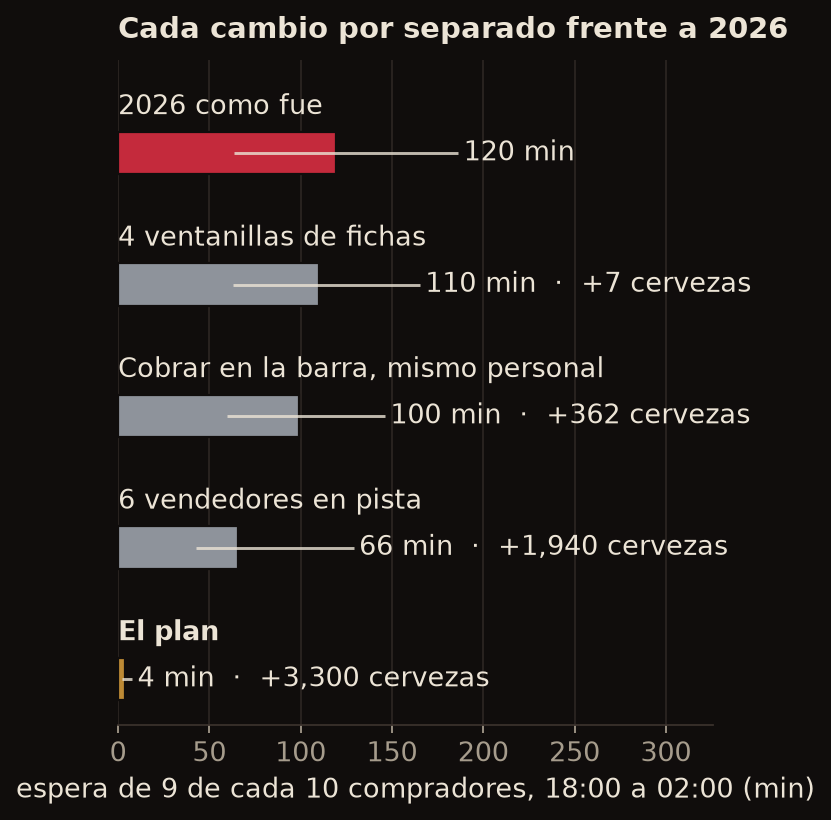 Cada cambio por separado frente a 2026
2026 como fue
120 min
4 ventanillas de fichas
110 min · +7 cervezas
Cobrar en la barra, mismo personal
100 min · +362 cervezas
6 vendedores en pista
66 min · +1,940 cervezas
El plan
4 min · +3,300 cervezas
0 50 100 150 200 250 300
espera de 9 de cada 10 compradores, 18:00 a 02:00 (min)